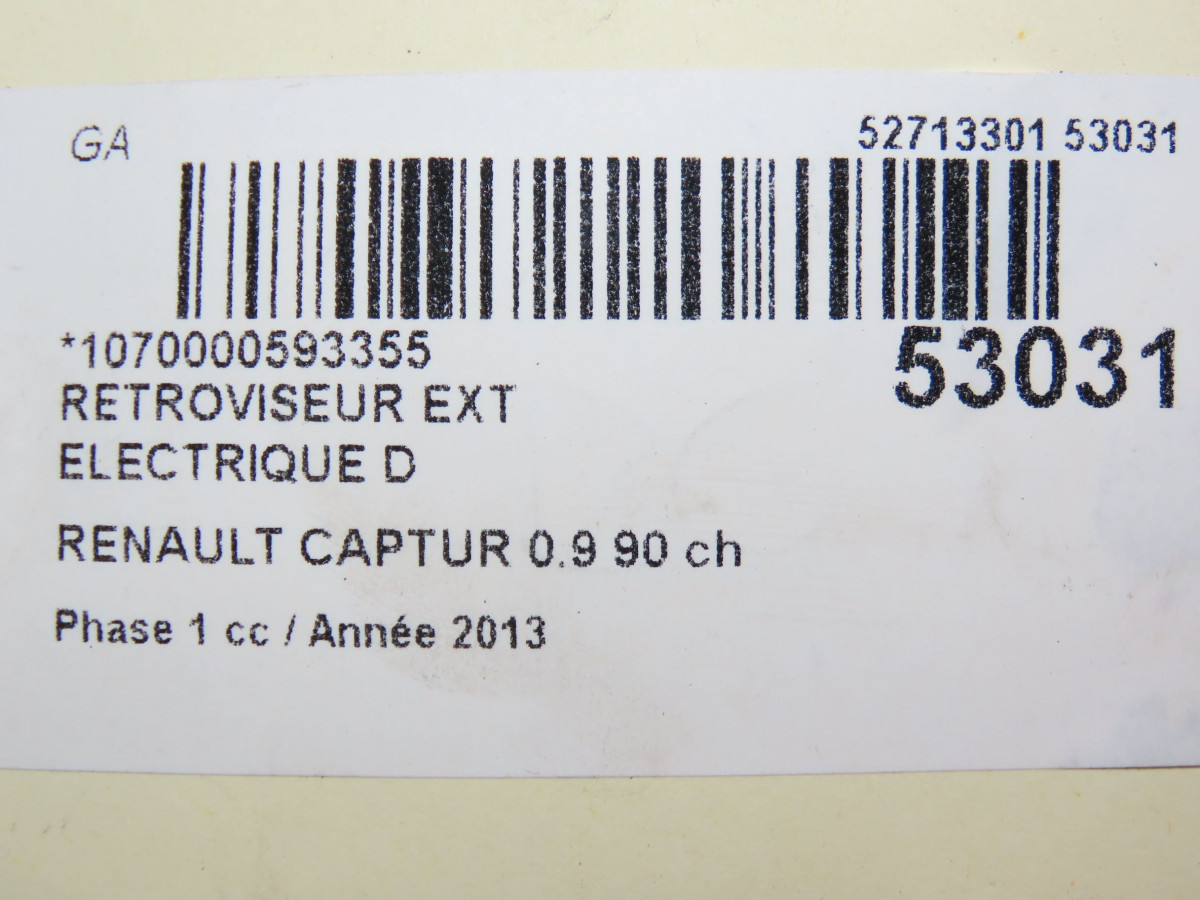 GA
52713301 53031
*1070000593355
53031
RETROVISEUR EXT
ELECTRIQUE D
RENAULT CAPTUR 0.9 90 ch
Phase 1 cc / Année 2013